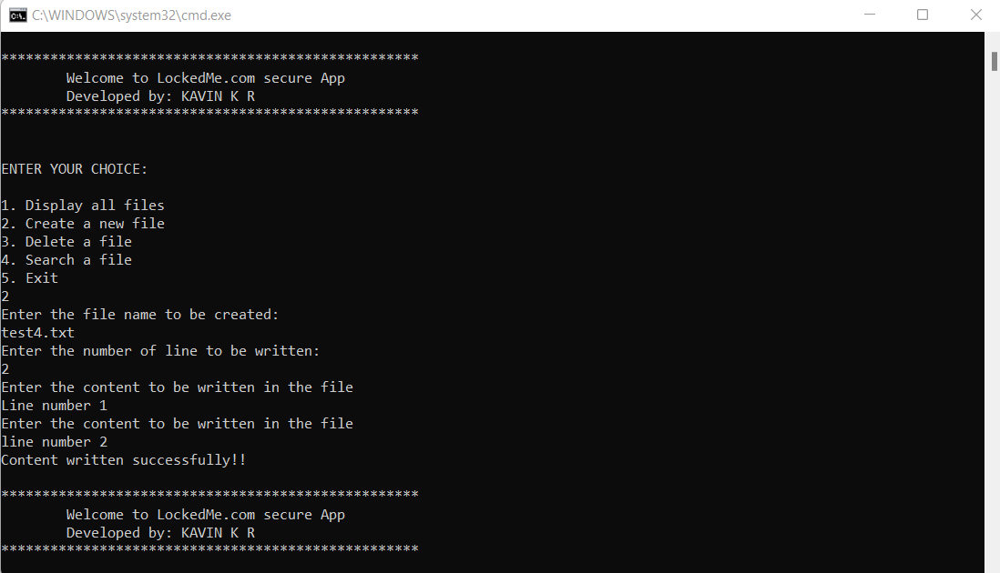 C:\WINDOWS\system32\cmd.exe
***************************************************
Welcome to LockedMe.com secure App
Developed by: KAVIN K R
***************************************************
ENTER YOUR CHOICE:
1. Display all files
2. Create a new file
3. Delete a file
4. Search a file
5. Exit
2
Enter the file name to be created:
test4.txt
Enter the number of line to be written:
2
Enter the content to be written in the file
Line number 1
Enter the content to be written in the file
line number 2
Content written successfully!!
***************************************************
Welcome to LockedMe.com secure App
Developed by: KAVIN K R
***************************************************